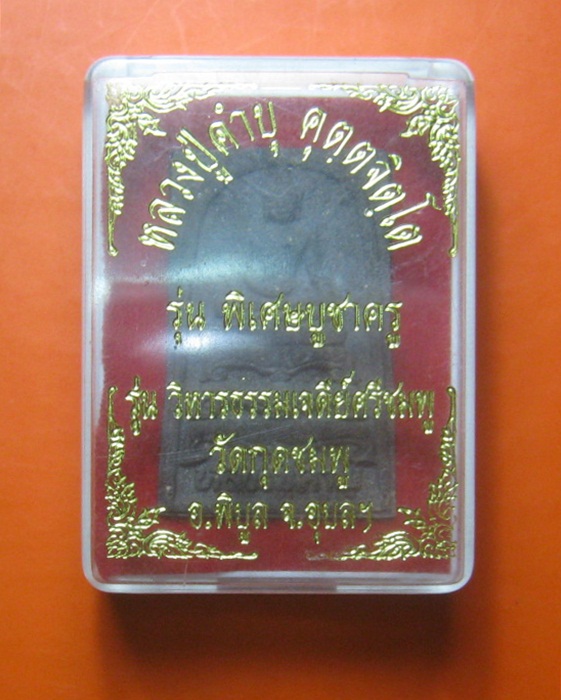 หลวงปู่คำบุ คุตฺตจิตฺโต
รุ่น พิเศษบูชาครู
รุ่น วิหารธรรมเจดีย์ศรีชมพู
วัดกุดชมพู
อ.พิบูล จ.อุบลฯ